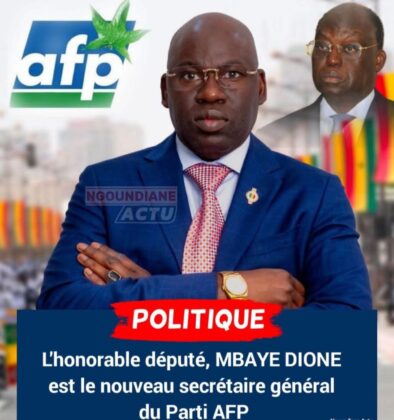 afp
NGOUNDIANE
ACTU
POLITIQUE
L'honorable député, MBAYE DIONE
est le nouveau secrétaire général
du Parti AFP